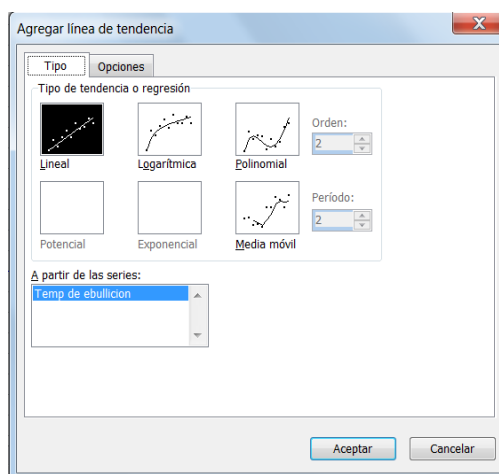 Agregar línea de tendencia
X
Tipo
Opciones
Tipo de tendencia o regresión
Lineal
Logarítmica
Polinomial
Orden:
2
Potencial
Exponencial
Media móvil
Período:
2
A partir de las series:
Temp de ebullicion
Aceptar
Cancelar